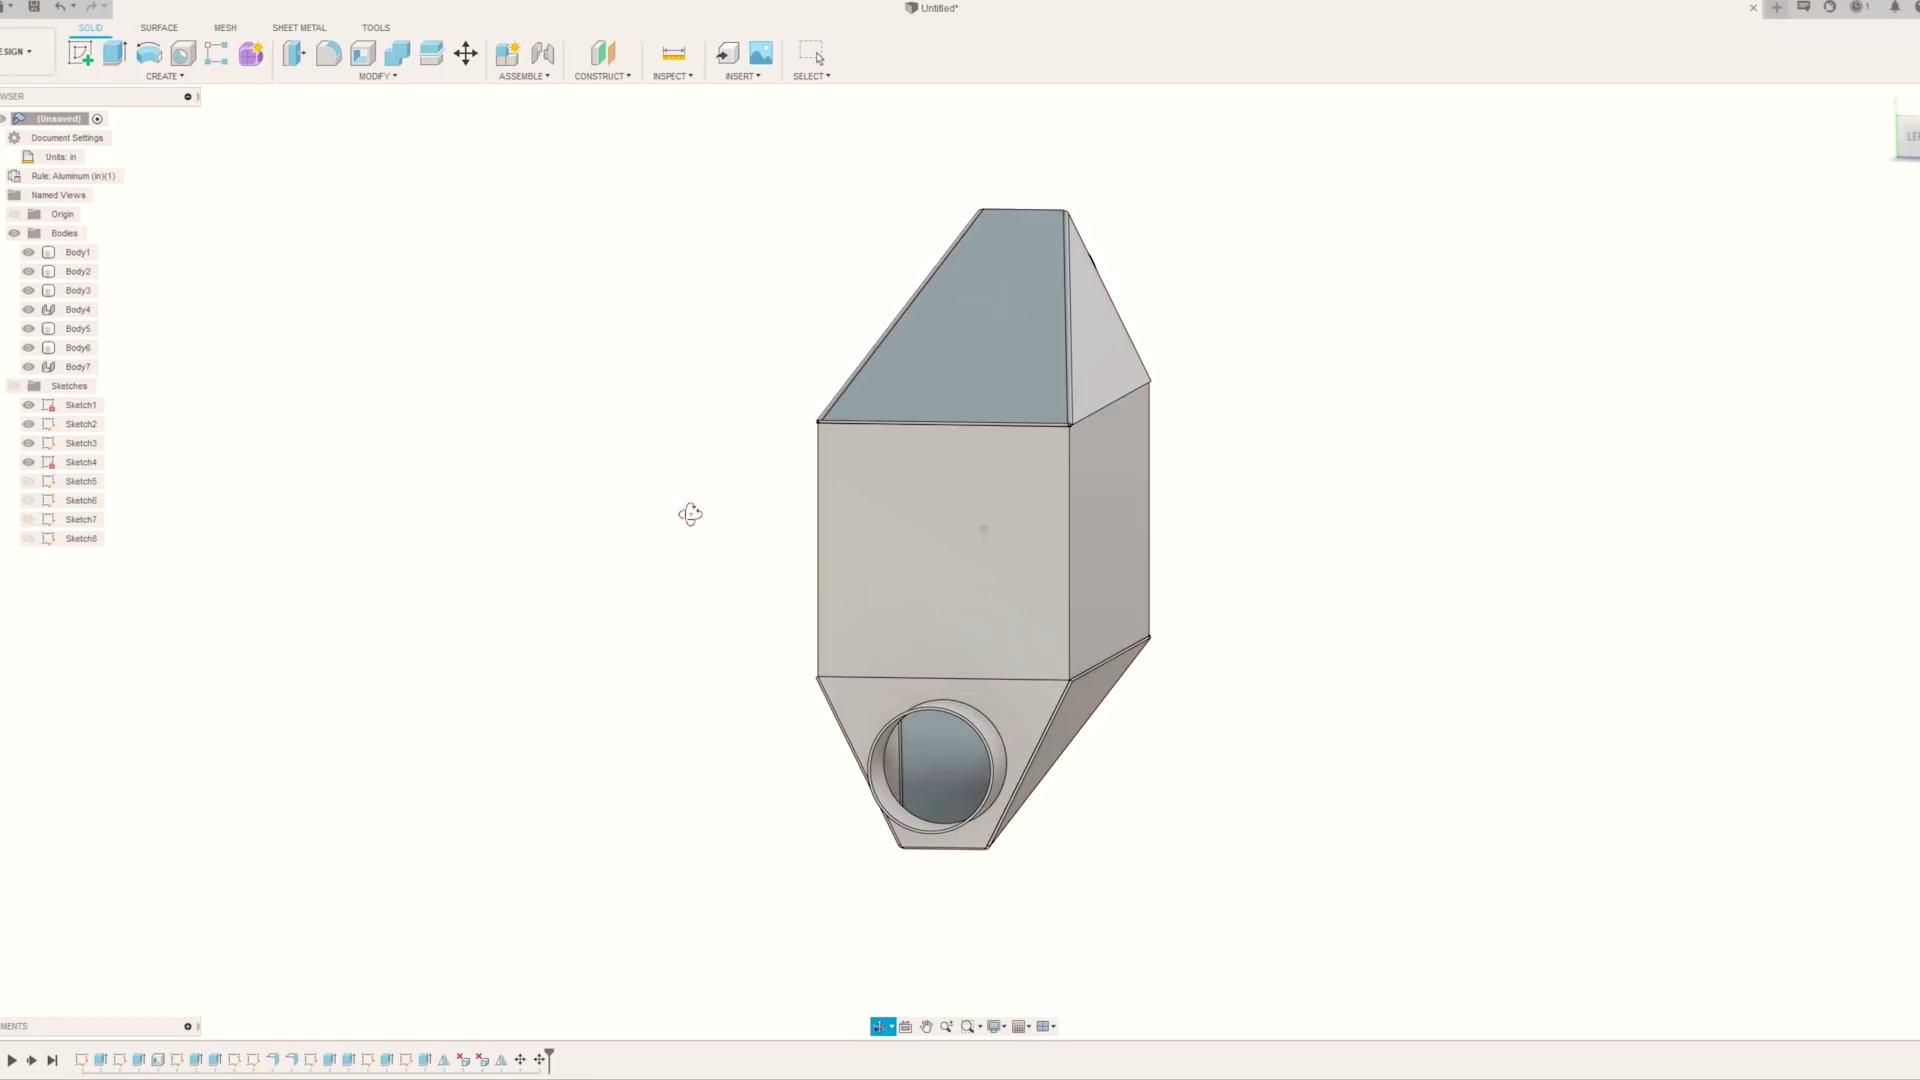 Untitled*
1
SOLID SURFACE MESH SHEET METAL TOOLS
ESIGN
CREATE MODIFY ASSEMBLE CONSTRUCT INSPECT INSERT SELECT
WSER
(Unsaved)
Document Settings
Units: in
Rule: Aluminum (in)(1)
Named Views
Origin
Bodies
Body1
Body2
Body3
Body4
Body5
Body6
Body7
Sketches
Sketch1
Sketch2
Sketch3
Sketch4
Sketch5
Sketch6
Sketch7
Sketch8
LEF
MENTS